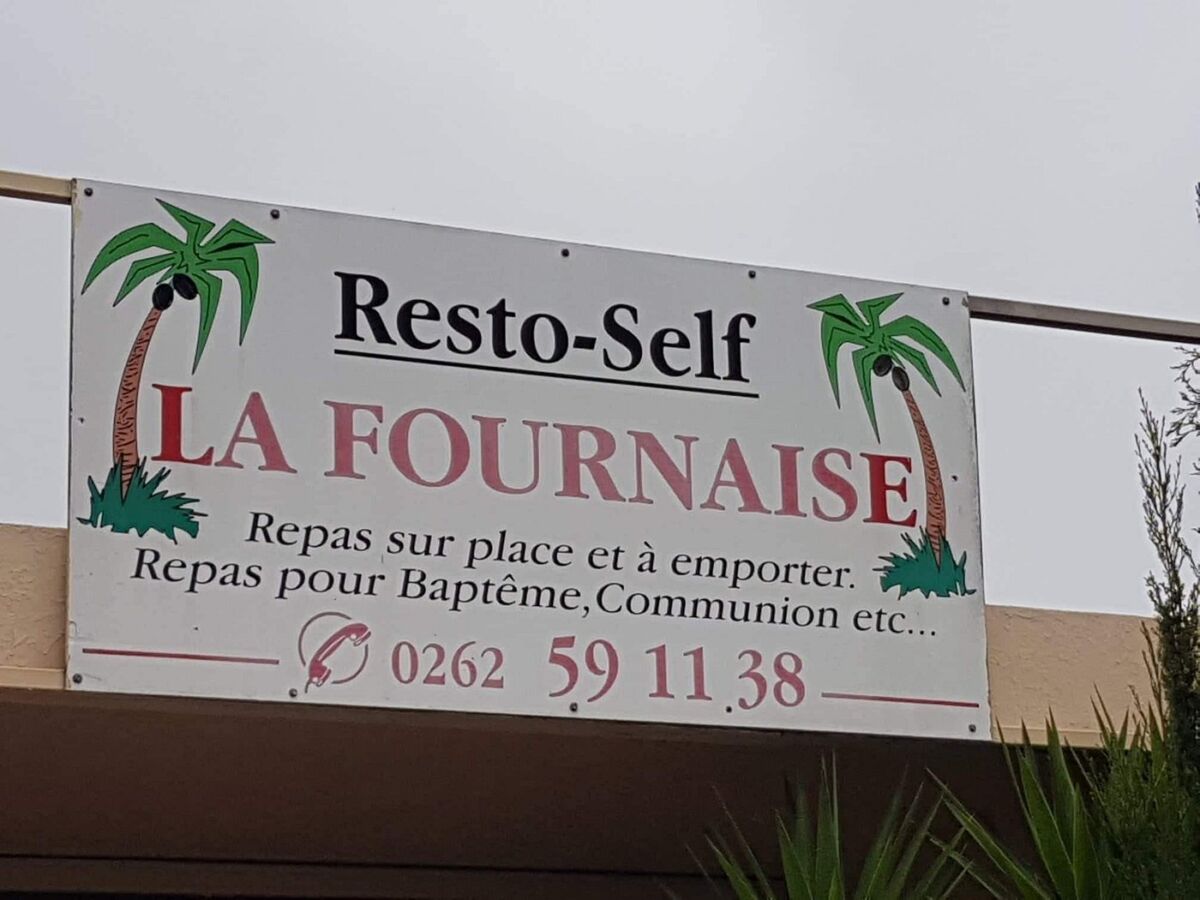 Resto-Self
LA FOURNAISE
Repas sur place et à emporter.
Repas pour Baptême, Communion etc...
0262 59 11 38